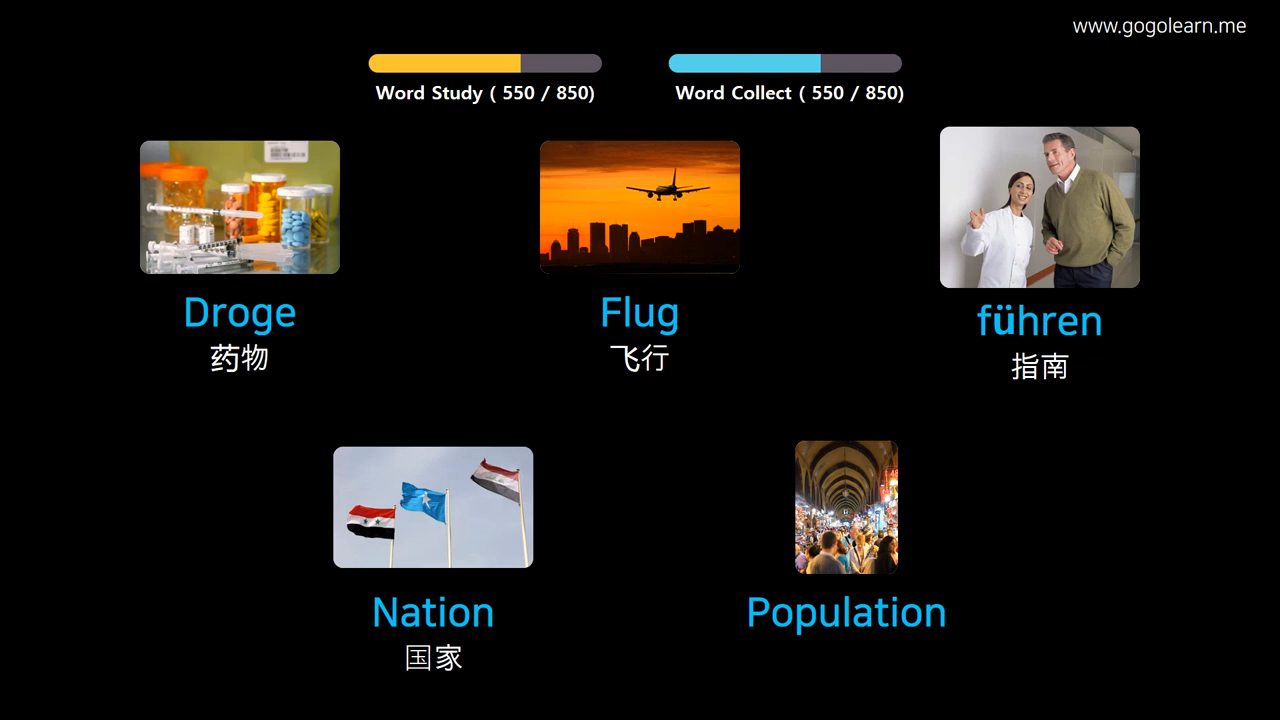 www.gogolearn.me
Word Study ( 550 / 850)
Word Collect ( 550 / 850)
Droge
药物
Flug
飞行
führen
指南
Nation
国家
Population